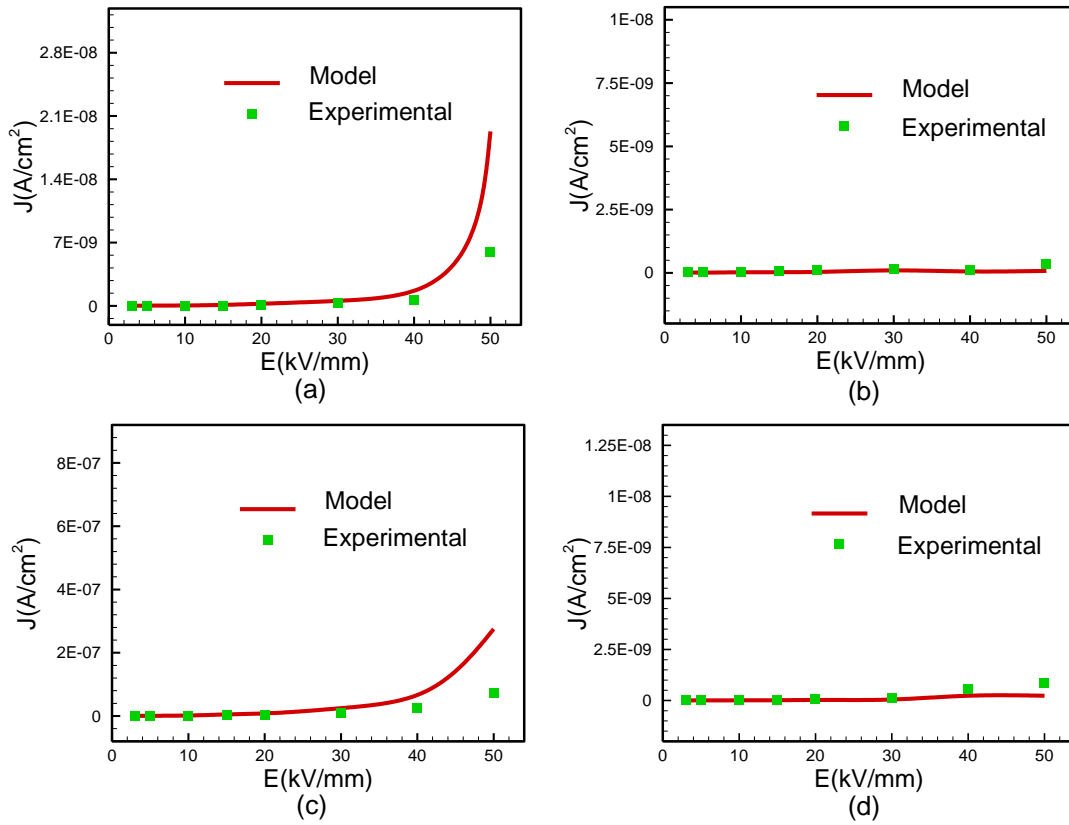 2.8E-08
2.1E-08
1.4E-08
7E-09
0
J(A/cm2)
Model
Experimental
10 20 30 40 50
E(kV/mm)
(a)
1E-08
7.5E-09
5E-09
2.5E-09
0
J(A/cm2)
Model
Experimental
0 10 20 30 40 50
E(kV/mm)
(b)
8E-07
6E-07
4E-07
2E-07
0
J(A/cm2)
Model
Experimental
0 10 20 30 40 50
E(kV/mm)
(c)
1.25E-08
1E-08
7.5E-09
5E-09
2.5E-09
0
J(A/cm2)
Model
Experimental
0 10 20 30 40 50
E(kV/mm)
(d)